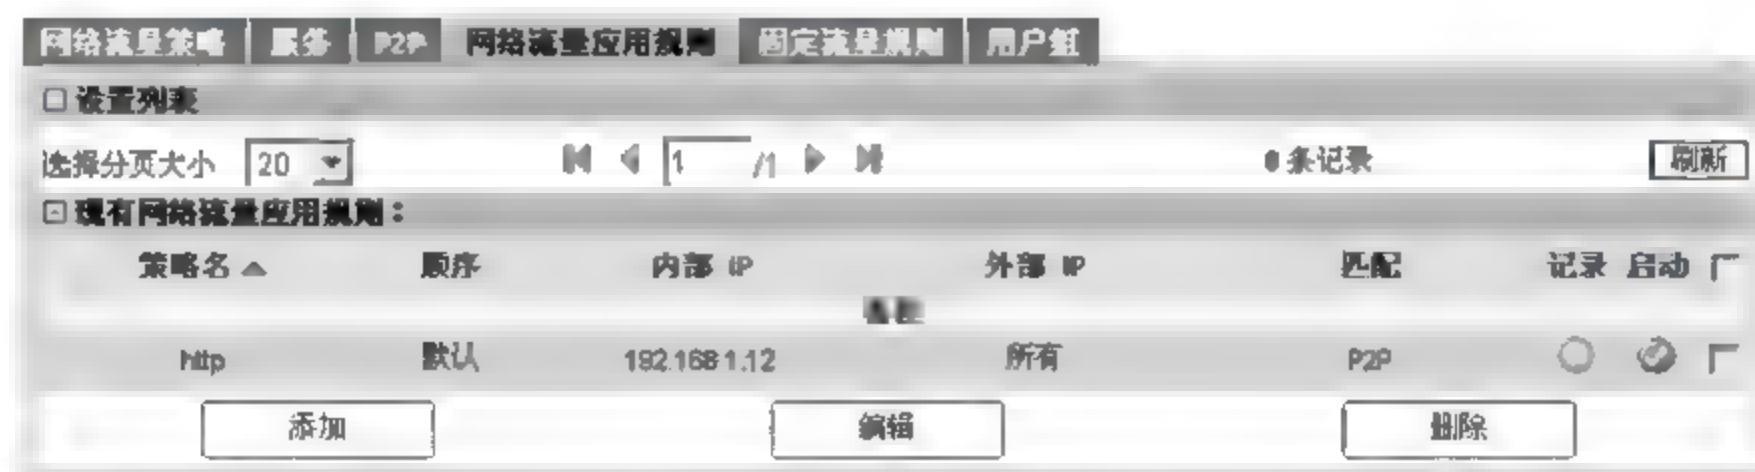 网络流量策略 服务 P2P 网络流量应用规则 固定流量规则 用户组
设置列表
选择分页大小 20 1 /1 0 条记录 刷新
现有网络流量应用规则：
策略名 顺序 内部 IP 外部 IP 匹配 记录 启动
http 默认 192.168.1.12 所有 P2P
添加 编辑 删除